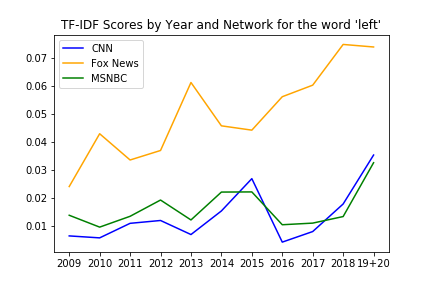 TF-IDF Scores by Year and Network for the word 'left'
CNN
Fox News
MSNBC
0.07
0.06
0.05
0.04
0.03
0.02
0.01
2009 2010 2011 2012 2013 2014 2015 2016 2017 2018 19+20